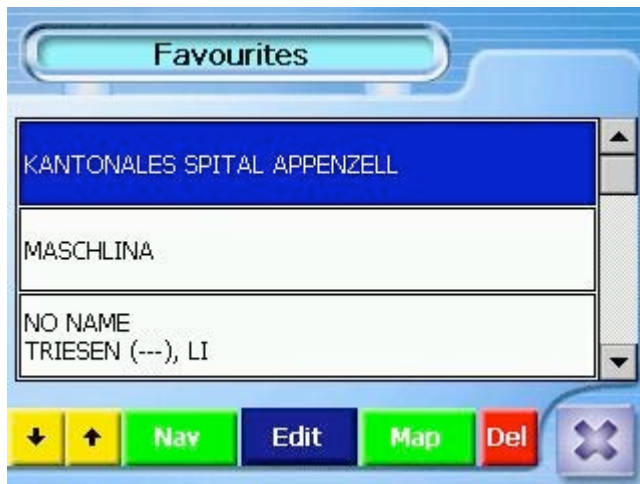 Favourites
KANTONALES SPITAL APPENZELL
MASCHLINA
NO NAME
TRIESEN (---), LI
Nav Edit Map Del